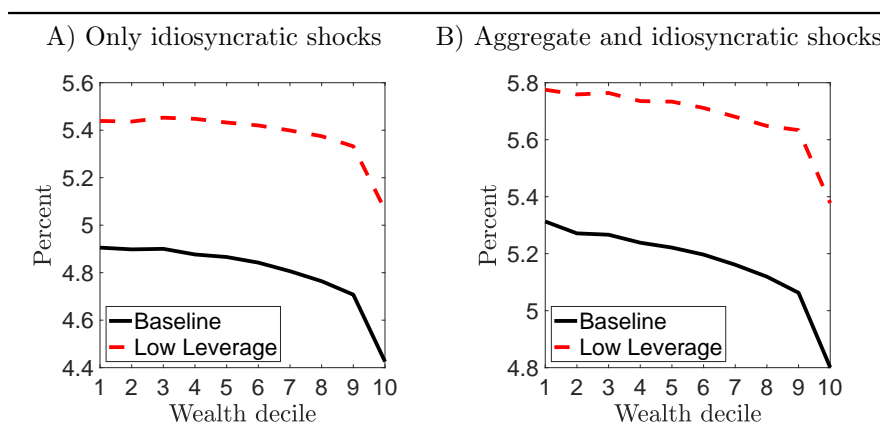 A) Only idiosyncratic shocks
B) Aggregate and idiosyncratic shocks
Percent
5.6
5.4
5.2
5
4.8
4.6
4.4
Baseline
Low Leverage
1 2 3 4 5 6 7 8 9 10
Wealth decile
Percent
5.8
5.6
5.4
5.2
5
4.8
Baseline
Low Leverage
1 2 3 4 5 6 7 8 9 10
Wealth decile